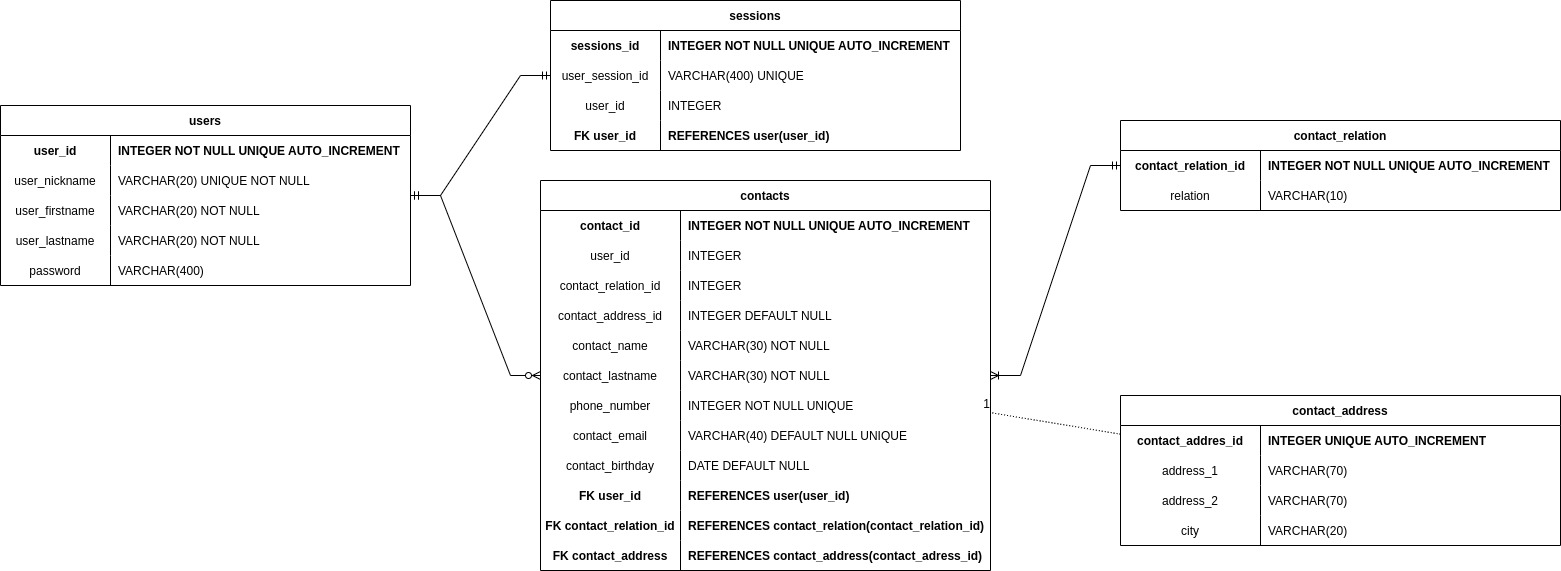 users
user_id INTEGER NOT NULL UNIQUE AUTO_INCREMENT
user_nickname VARCHAR(20) UNIQUE NOT NULL
user_firstname VARCHAR(20) NOT NULL
user_lastname VARCHAR(20) NOT NULL
password VARCHAR(400)
sessions
sessions_id INTEGER NOT NULL UNIQUE AUTO_INCREMENT
user_session_id VARCHAR(400) UNIQUE
user_id INTEGER
FK user_id REFERENCES user(user_id)
contacts
contact_id INTEGER NOT NULL UNIQUE AUTO_INCREMENT
user_id INTEGER
contact_relation_id INTEGER
contact_address_id INTEGER DEFAULT NULL
contact_name VARCHAR(30) NOT NULL
contact_lastname VARCHAR(30) NOT NULL
phone_number INTEGER NOT NULL UNIQUE
contact_email VARCHAR(40) DEFAULT NULL UNIQUE
contact_birthday DATE DEFAULT NULL
FK user_id REFERENCES user(user_id)
FK contact_relation_id REFERENCES contact_relation(contact_relation_id)
FK contact_address REFERENCES contact_address(contact_adress_id)
1
contact_relation
contact_relation_id INTEGER NOT NULL UNIQUE AUTO_INCREMENT
relation VARCHAR(10)
contact_address
contact_addres_id INTEGER UNIQUE AUTO_INCREMENT
address_1 VARCHAR(70)
address_2 VARCHAR(70)
city VARCHAR(20)